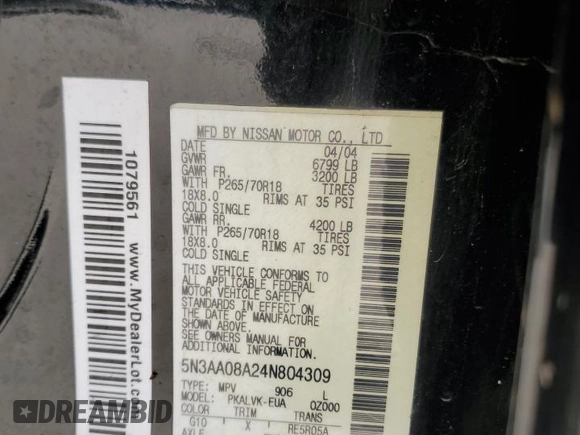 MFD BY NISSAN MOTOR CO., LTD
DATE 04/04
GVWR 6799 LB
GAWR FR. 3200 LB
WITH P265/70R18 TIRES
18X8.0 RIMS AT 35 PSI
COLD SINGLE
GAWR RR. 4200 LB
WITH P265/70R18 TIRES
18X8.0 RIMS AT 35 PSI
COLD SINGLE
THIS VEHICLE CONFORMS TO
ALL APPLICABLE FEDERAL
MOTOR VEHICLE SAFETY
STANDARDS IN EFFECT ON
THE DATE OF MANUFACTURE
SHOWN ABOVE.
SEE OWNERS MANUAL FOR
ADDITIONAL INFORMATION.
5N3AA08A24N804309
TYPE: MPV 906 L
MODEL: PKALVK-EUA 0Z000
COLOR TRIM TRANS
G10 X RE5R05A
AXLE
1079561 www.MyDealerLot.com
EPICAMBID